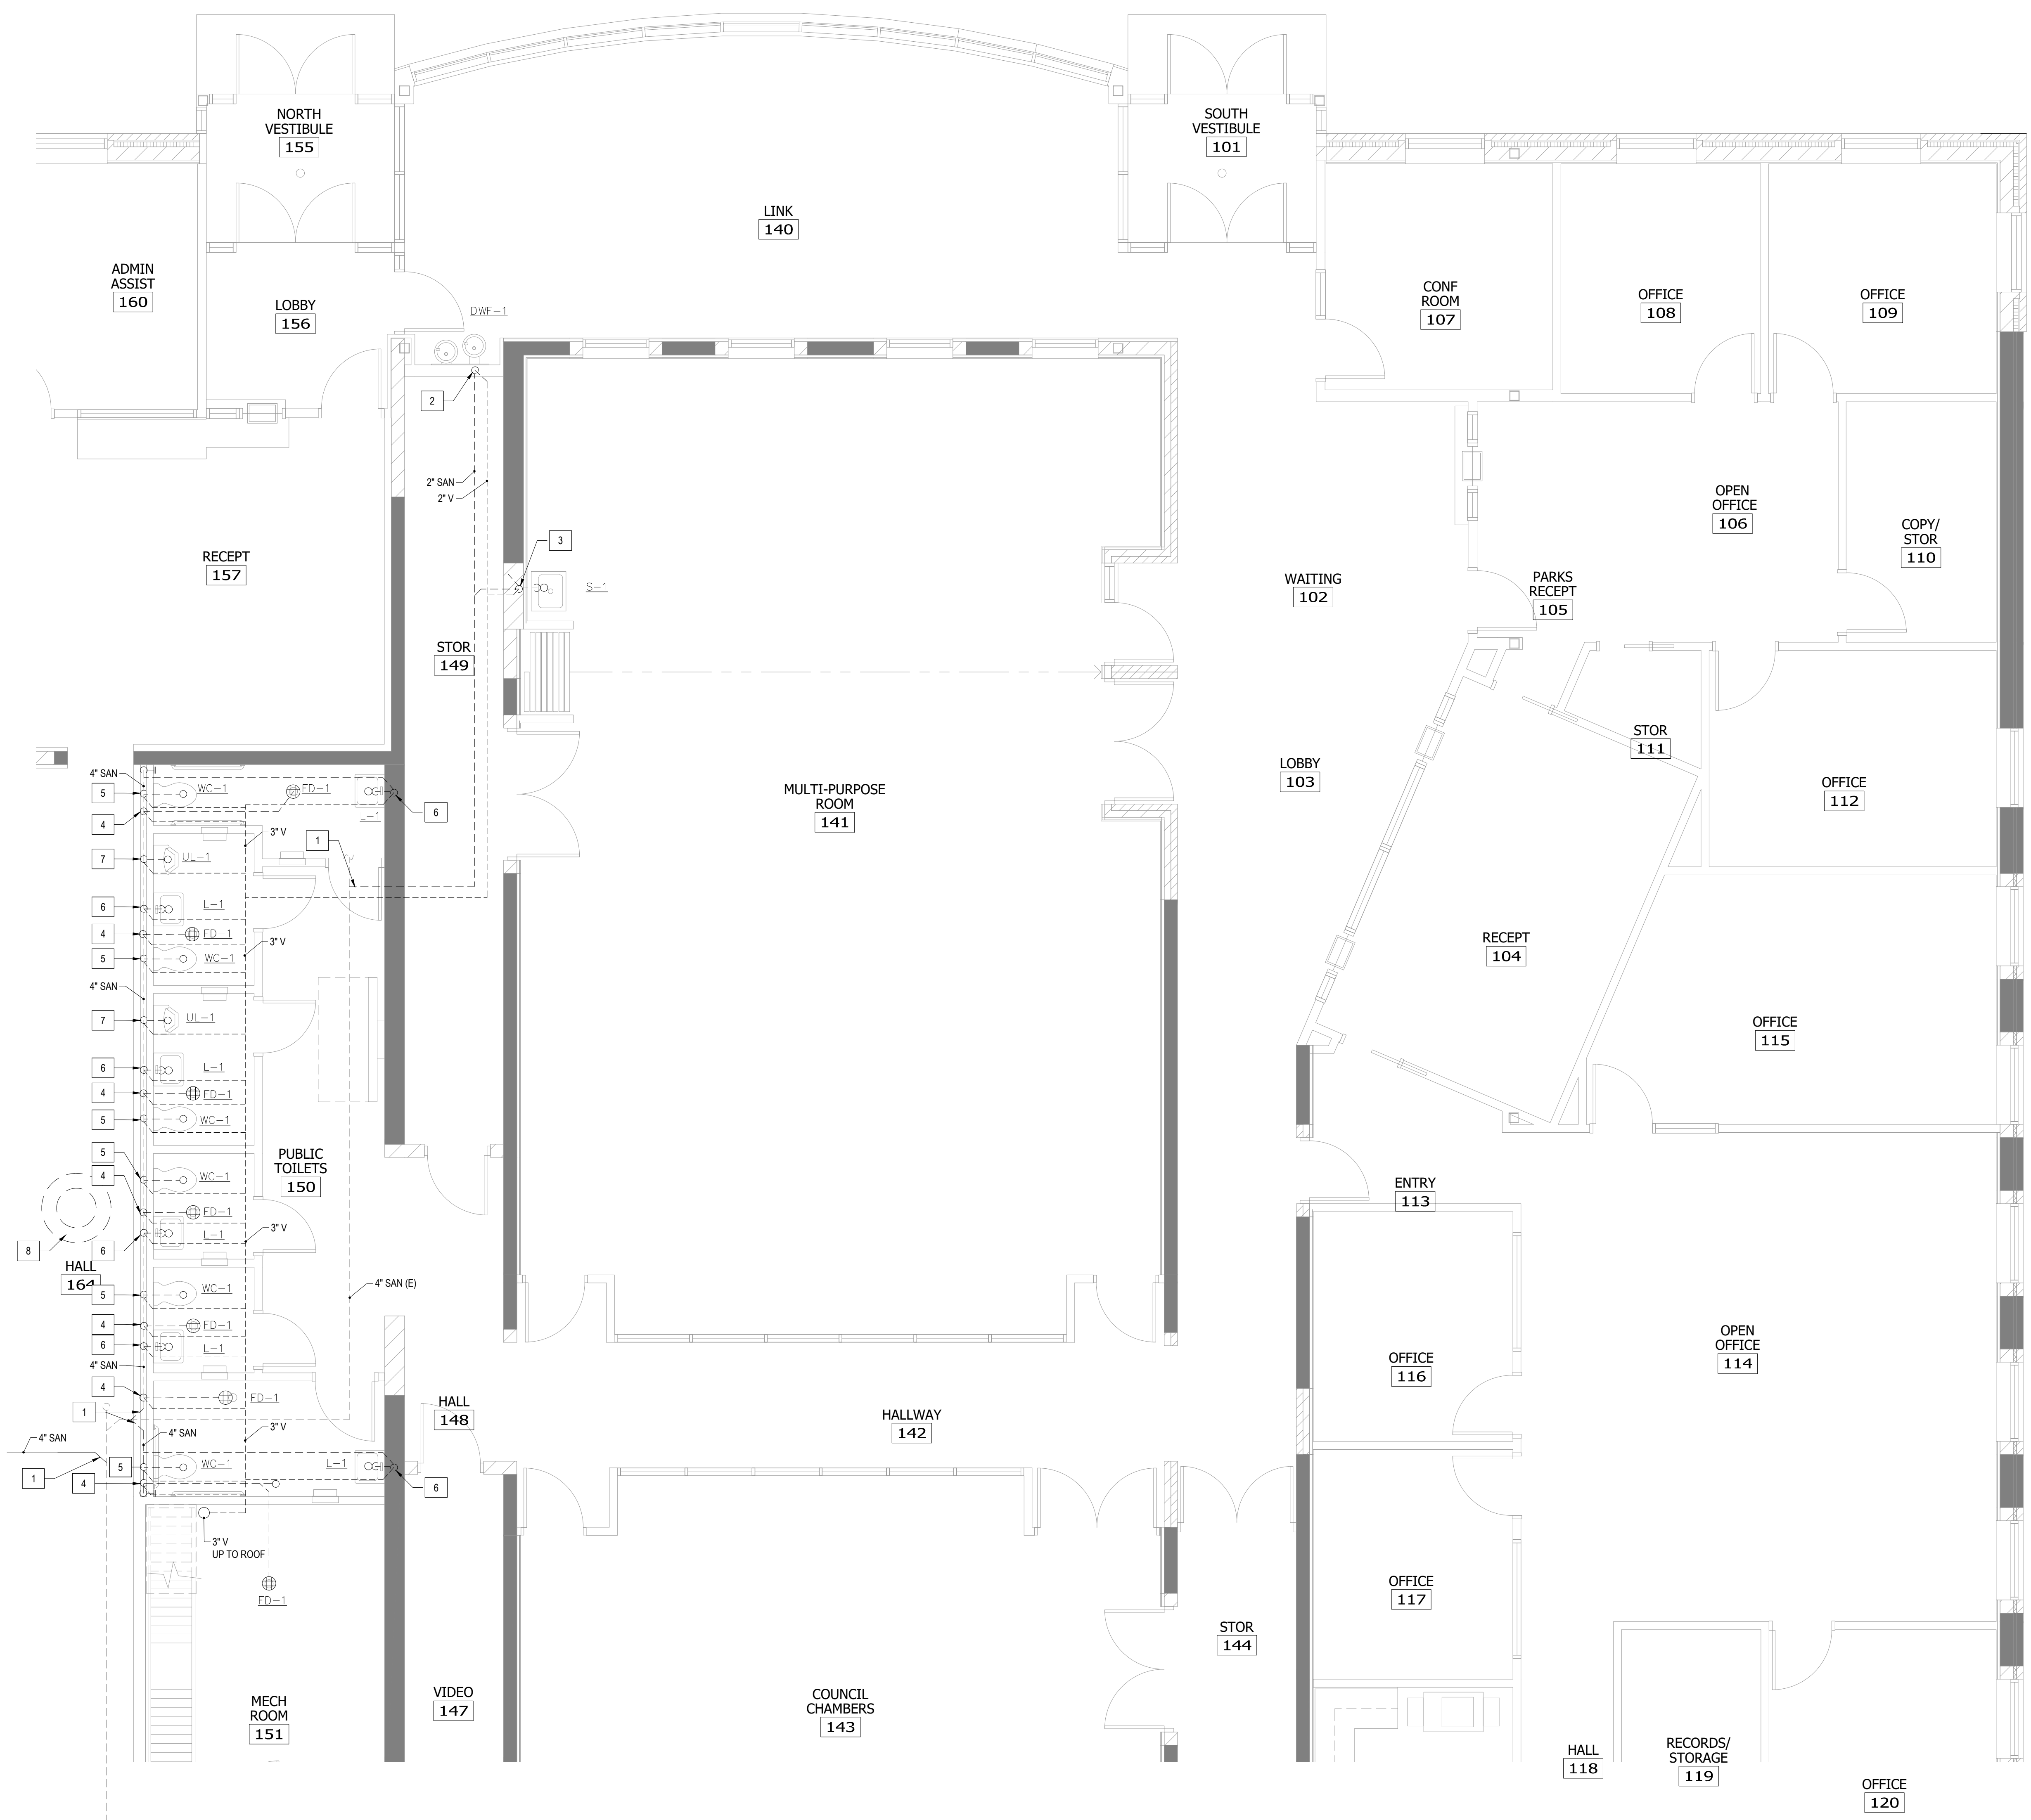 NORTH
VESTIBULE
155
SOUTH
VESTIBULE
101
LINK
140
ADMIN
ASSIST
160
LOBBY
156
DWF-1
CONF
ROOM
107
OFFICE
108
OFFICE
109
2
2" SAN
2" V
OPEN
OFFICE
106
COPY/
STOR
110
3
RECEPT
157
S-1
WAITING
102
PARKS
RECEPT
105
STOR
149
STOR
111
LOBBY
103
4" SAN
5
WC-1
FD-1
L-1
6
4
MULTI-PURPOSE
ROOM
141
OFFICE
112
3" V
1
7
UL-1
6
L-1
4
FD-1
3" V
5
WC-1
RECEPT
104
4" SAN
7
UL-1
OFFICE
115
6
L-1
4
FD-1
5
WC-1
PUBLIC
TOILETS
150
5
WC-1
4
FD-1
ENTRY
113
3" V
L-1
8
6
HALL
164
5
WC-1
4" SAN (E)
4
FD-1
6
L-1
OPEN
OFFICE
114
4" SAN
OFFICE
116
4
FD-1
1
HALL
148
HALLWAY
142
3" V
4" SAN
4" SAN
5
WC-1
L-1
1
4
6
3" V
UP TO ROOF
FD-1
OFFICE
117
STOR
144
MECH
ROOM
151
VIDEO
147
COUNCIL
CHAMBERS
143
HALL
118
RECORDS/
STORAGE
119
OFFICE
120